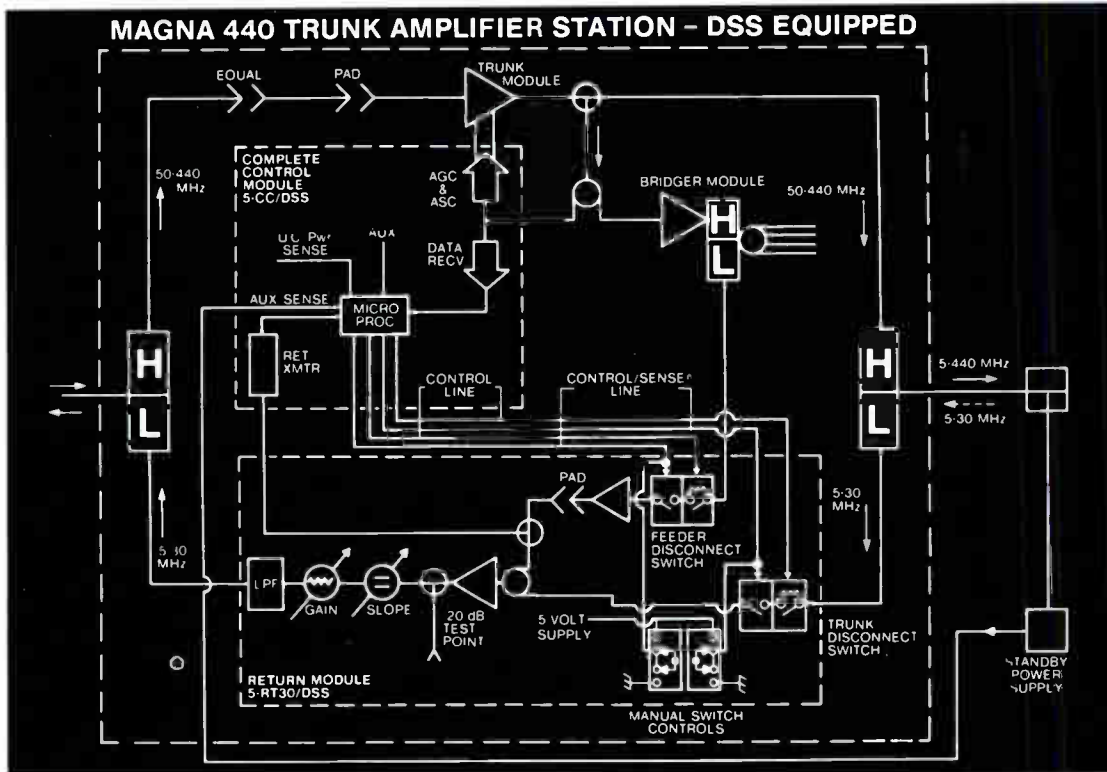 MAGNA 440 TRUNK AMPLIFIER STATION – DSS EQUIPPED
EQUAL
PAD
TRUNK
MODULE
50-440
MHz
COMPLETE
CONTROL
MODULE
5-CC/DSS
AGC
&
ASC
BRIDGER MODULE
50-440 MHz
H
L
Pwr
SENSE
AUX
DATA
RECV
AUX SENSE
MICRO
PROC
H
L
RET
XMTR
CONTROL
LINE
CONTROL/SENSE
H
L
5-440 MHz
5-30 MHz
LINE
PAD
5-30
MHz
FEEDER
DISCONNECT
SWITCH
5-30
MHz
LPF
GAIN
SLOPE
20 dB
TEST
POINT
5 VOLT
SUPPLY
TRUNK
DISCONNECT
SWITCH
STANDBY
POWER
SUPPLY
RETURN MODULE
5-RT30/DSS
MANUAL SWITCH
CONTROLS